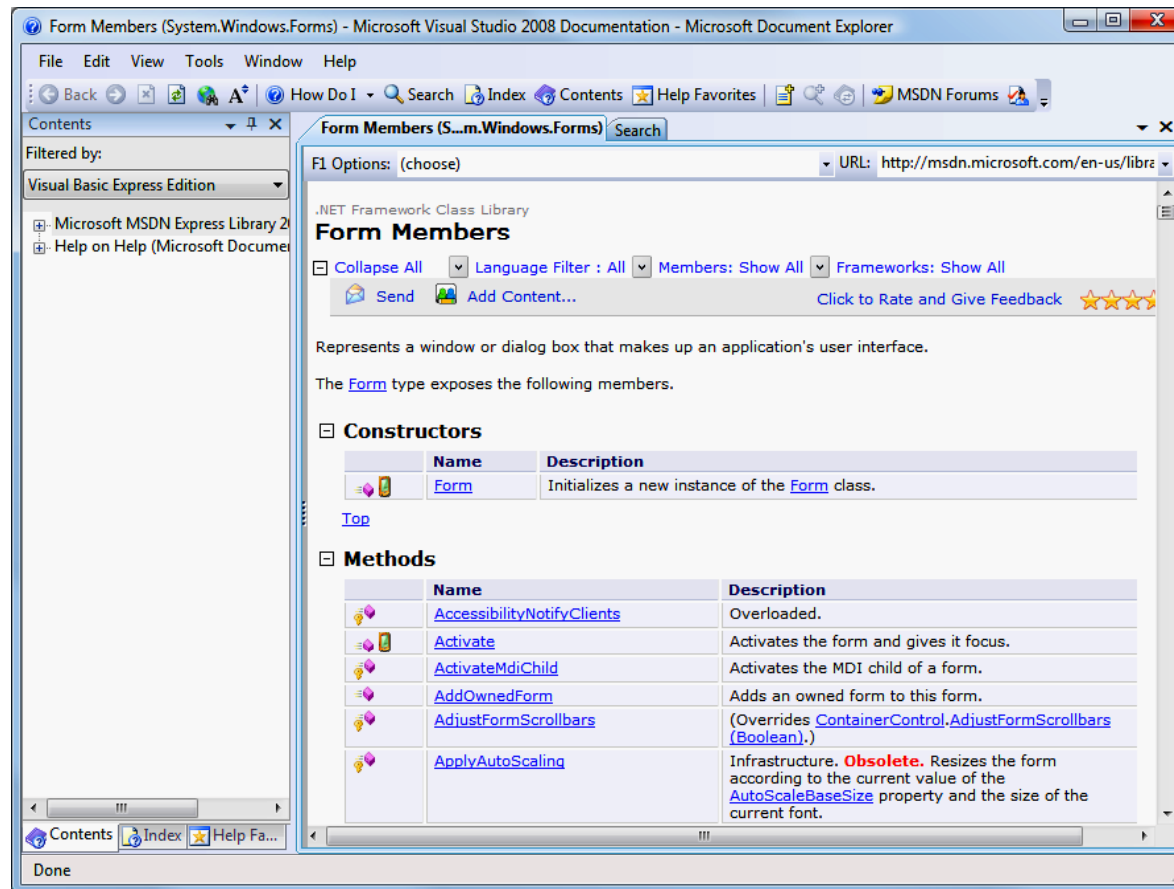 Form Members (System.Windows.Forms) - Microsoft Visual Studio 2008 Documentation - Microsoft Document Explorer
File Edit View Tools Window Help
Back How Do I Search Index Contents Help Favorites MSDN Forums
Contents
Filtered by:
Visual Basic Express Edition
Microsoft MSDN Express Library
Help on Help (Microsoft
Form Members (S...m.Windows.Forms) Search
F1 Options: (choose) URL: http://msdn.microsoft.com/en-us/libra
.NET Framework Class Library
Form Members
Collapse All Language Filter : All Members: Show All Frameworks: Show All
Send Add Content... Click to Rate and Give Feedback
Represents a window or dialog box that makes up an application's user interface.
The Form type exposes the following members.
Constructors
Name Description
Form Initializes a new instance of the Form class.
Top
Methods
Name Description
AccessibilityNotifyClients Overloaded.
Activate Activates the form and gives it focus.
ActivateMdiChild Activates the MDI child of a form.
AddOwnedForm Adds an owned form to this form.
AdjustFormScrollbars (Overrides ContainerControl.AdjustFormScrollbars
(Boolean).)
ApplyAutoScaling Infrastructure. Obsolete. Resizes the form
according to the current value of the
AutoScaleBaseSize property and the size of the
current font.
Contents Index Help Fa...
Done